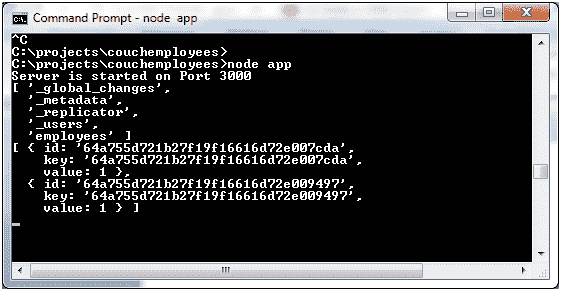 Command Prompt - node app
^C
C:\projects\couchemployees>
C:\projects\couchemployees>node app
Server is started on Port 3000
[ '_global_changes',
'_metadata',
'_replicator',
'_users',
'employees' ]
[ { id: '64a755d721b27f19f16616d72e007cda',
key: '64a755d721b27f19f16616d72e007cda',
value: 1 },
{ id: '64a755d721b27f19f16616d72e009497',
key: '64a755d721b27f19f16616d72e009497',
value: 1 } ]